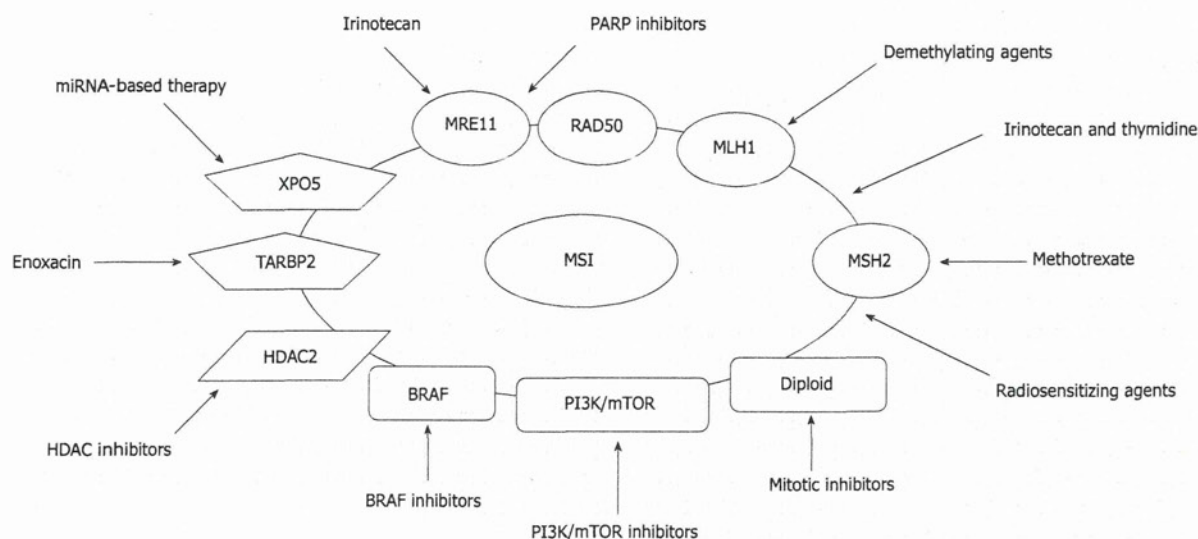 Irinotecan
PARP inhibitors
Demethylating agents
miRNA-based therapy
MRE11
RAD50
MLH1
Irinotecan and thymidine
XPO5
Enoxacin
TARBP2
MSI
MSH2
Methotrexate
HDAC2
BRAF
PI3K/mTOR
Diploid
Radiosensitizing agents
HDAC inhibitors
BRAF inhibitors
Mitotic inhibitors
PI3K/mTOR inhibitors